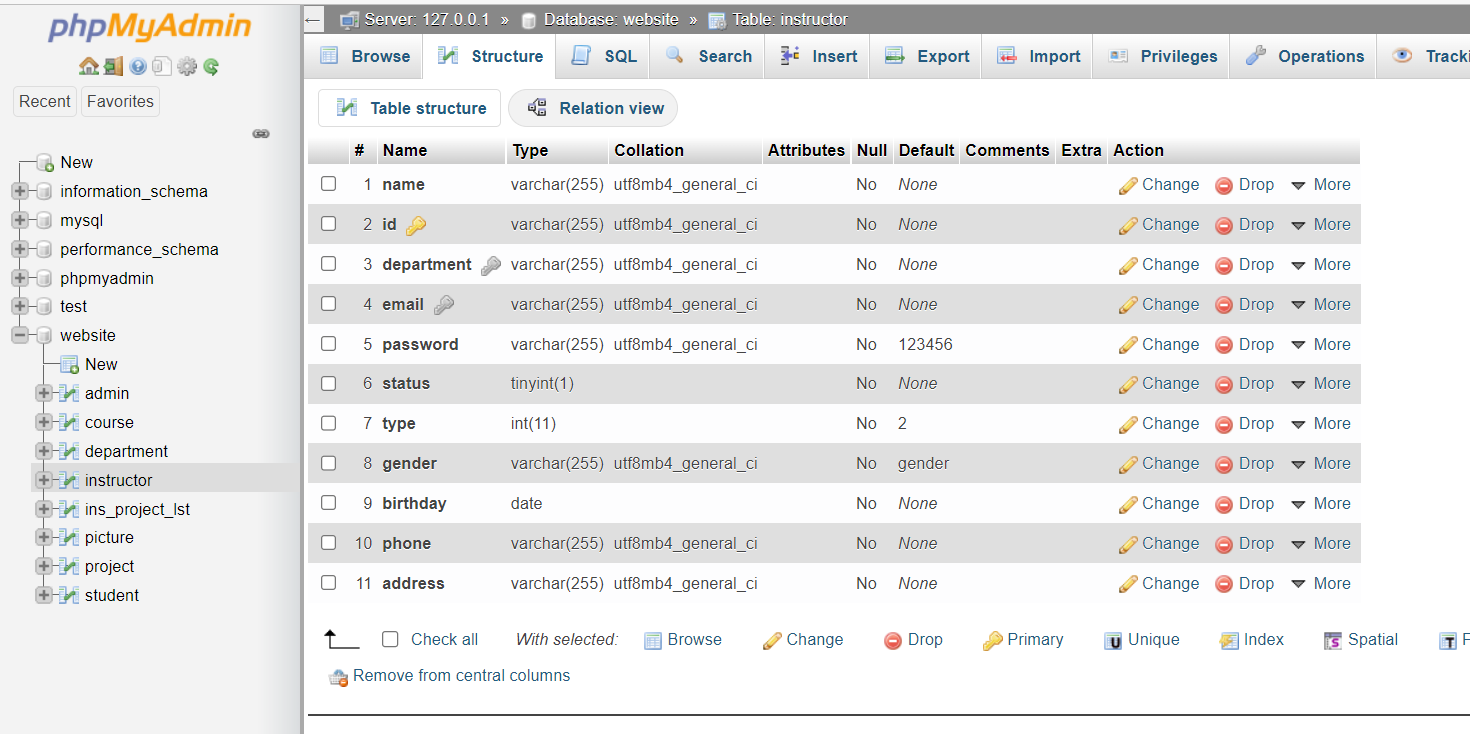 phpMyAdmin
Recent Favorites
New
information_schema
mysql
performance_schema
phpmyadmin
test
website
New
admin
course
department
instructor
ins_project_lst
picture
project
student
Server: 127.0.0.1 » Database: website » Table: instructor
Browse Structure SQL Search Insert Export Import Privileges Operations Tracki
Table structure Relation view
# Name Type Collation Attributes Null Default Comments Extra Action
1 name varchar(255) utf8mb4_general_ci No None Change Drop More
2 id varchar(255) utf8mb4_general_ci No None Change Drop More
3 department varchar(255) utf8mb4_general_ci No None Change Drop More
4 email varchar(255) utf8mb4_general_ci No None Change Drop More
5 password varchar(255) utf8mb4_general_ci No 123456 Change Drop More
6 status tinyint(1) No None Change Drop More
7 type int(11) No 2 Change Drop More
8 gender varchar(255) utf8mb4_general_ci No gender Change Drop More
9 birthday date No None Change Drop More
10 phone varchar(255) utf8mb4_general_ci No None Change Drop More
11 address varchar(255) utf8mb4_general_ci No None Change Drop More
Check all With selected: Browse Change Drop Primary Unique Index Spatial F
Remove from central columns